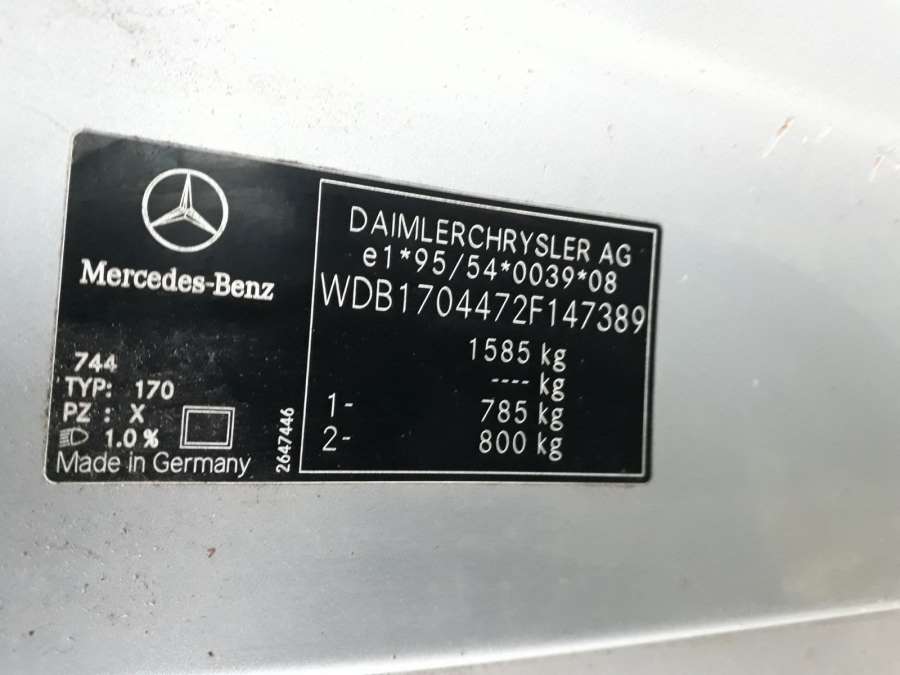 Mercedes-Benz
744
TYP: 170
PZ : X
1.0 %
Made in Germany
2647446
DAIMLERCHRYSLER AG
e1*95/54*0039*08
WDB1704472F147389
1585 kg
---- kg
1- 785 kg
2- 800 kg